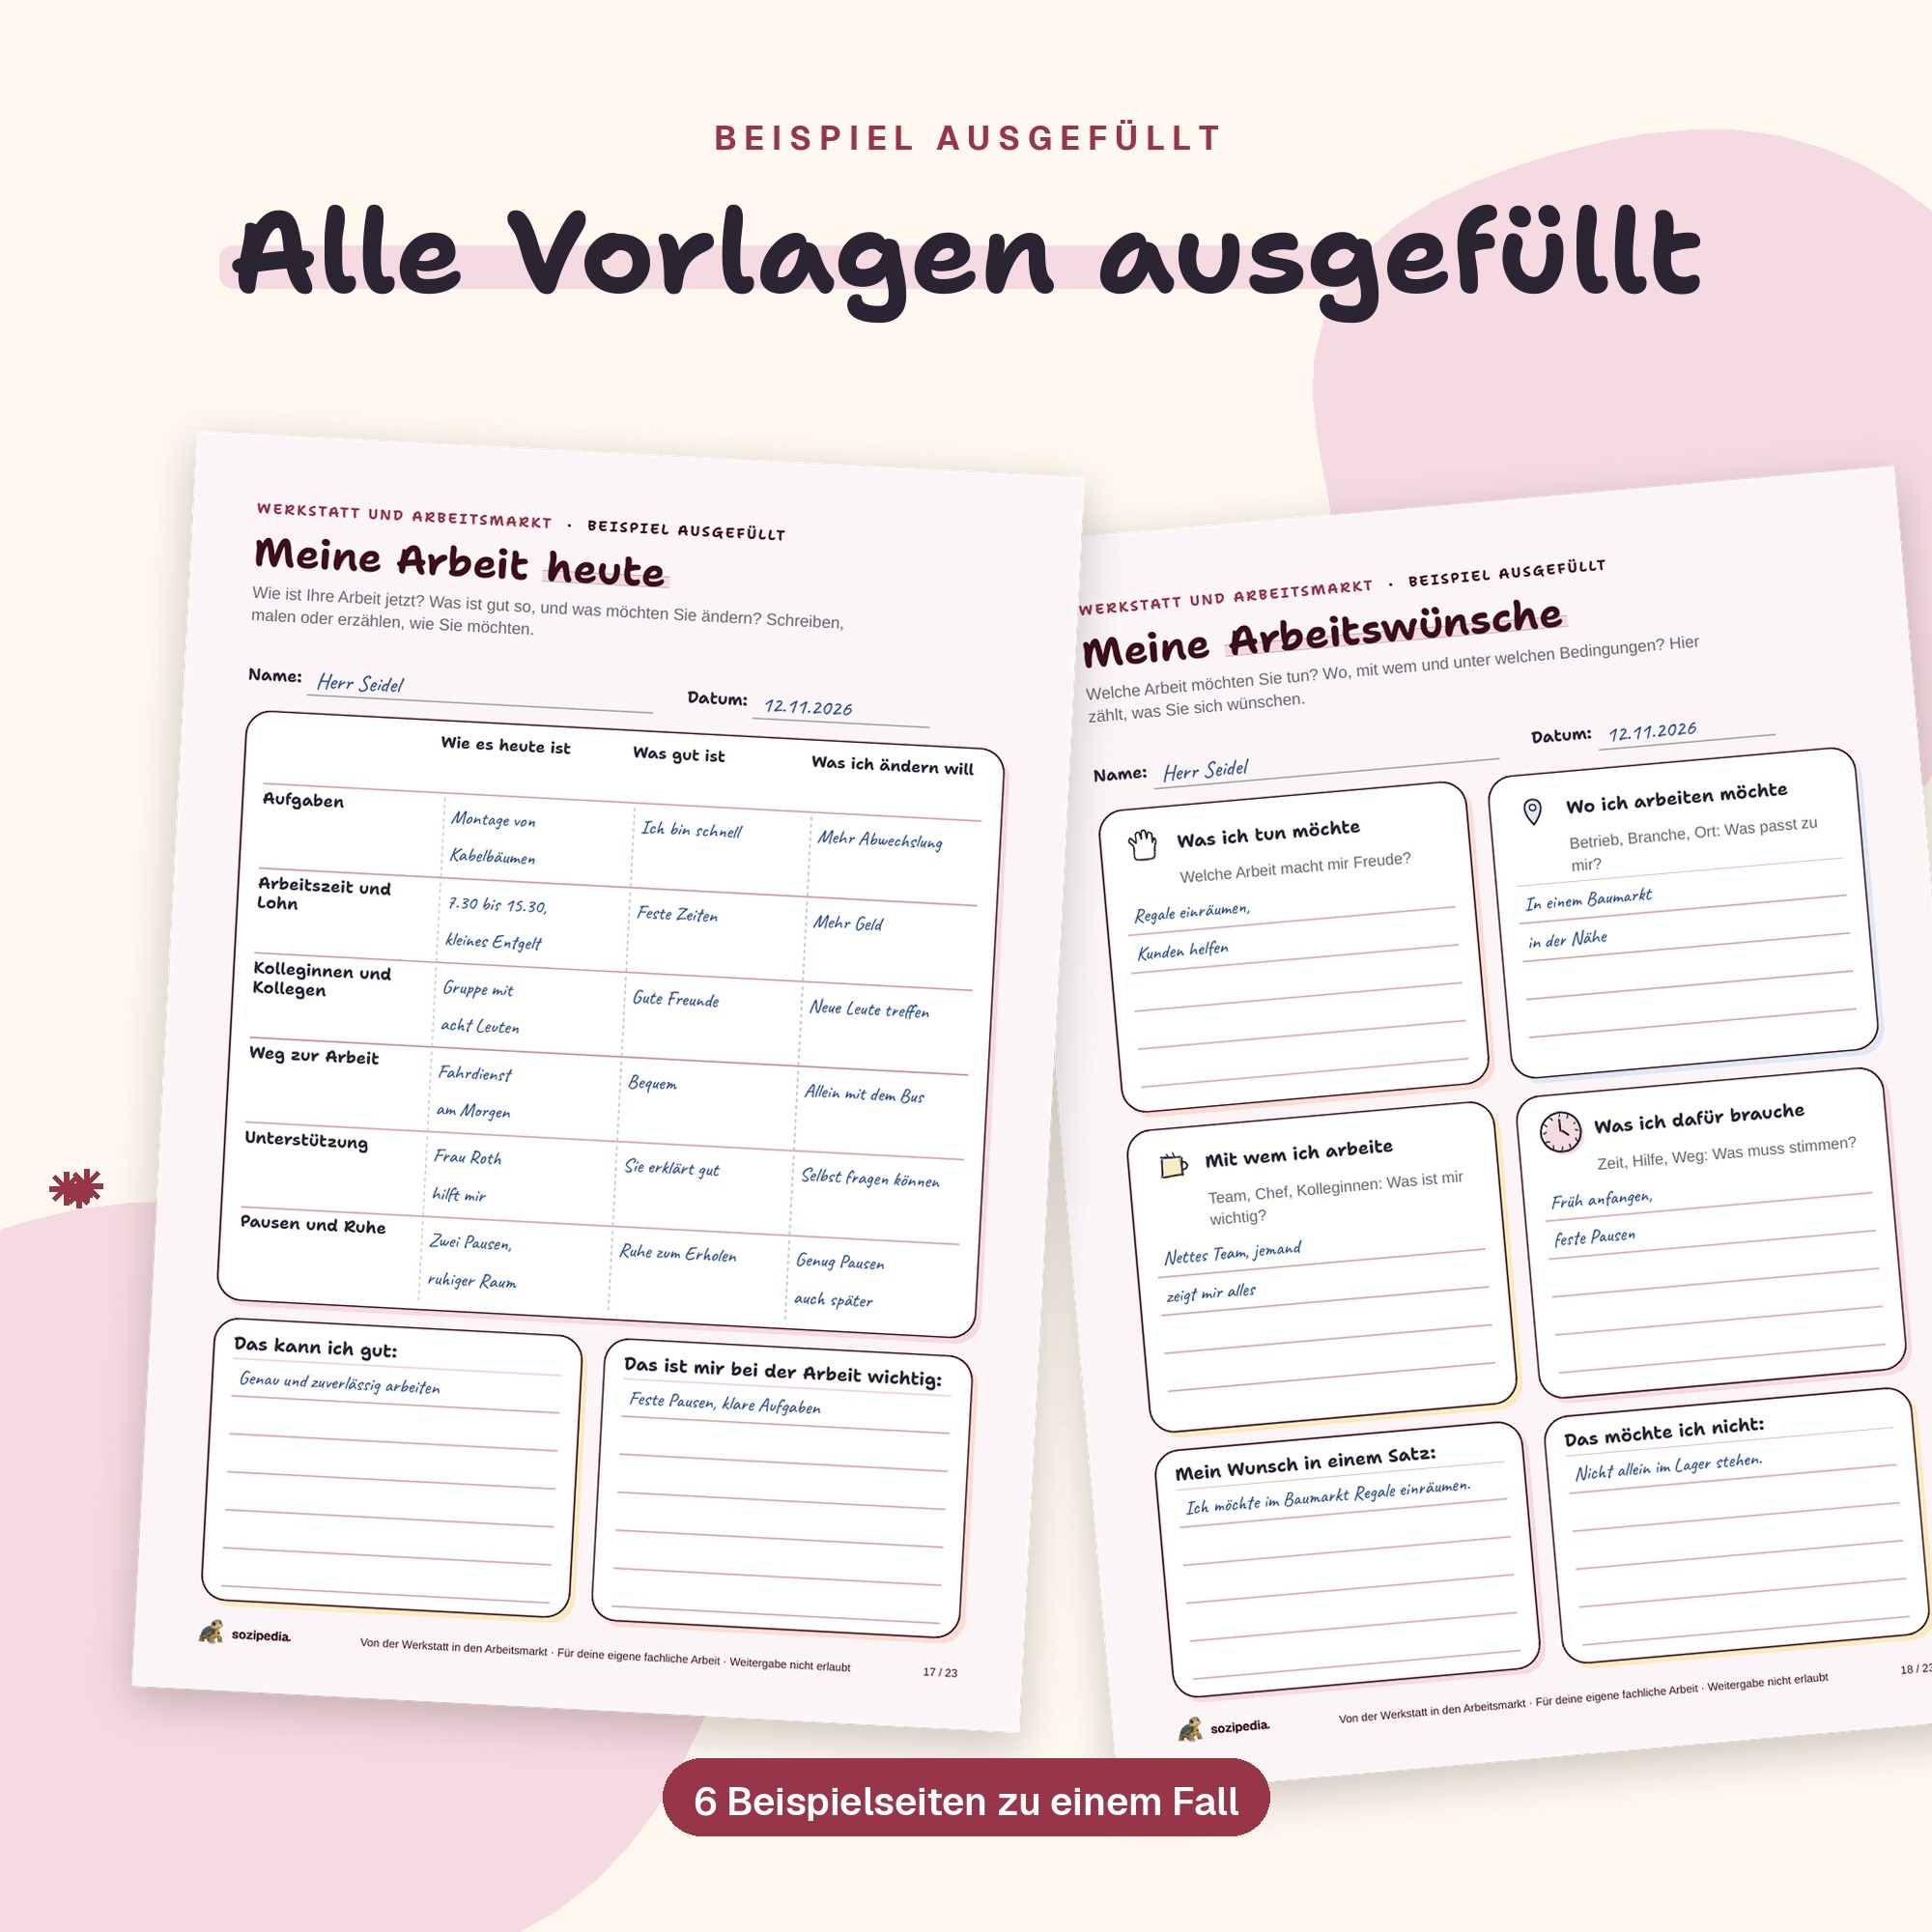 BEISPIEL AUSGEFÜLLT
Alle Vorlagen ausgefüllt
WERKSTATT UND ARBEITSMARKT · BEISPIEL AUSGEFÜLLT
Meine Arbeit heute
Wie ist Ihre Arbeit jetzt? Was ist gut so, und was möchten Sie ändern? Schreiben,
malen oder erzählen, wie Sie möchten.
Name: Herr Seidel Datum: 12.11.2026
Wie es heute ist Was gut ist Was ich ändern will
Aufgaben
Montage von
Kabelbäumen
Ich bin schnell
Mehr Abwechslung
Arbeitszeit und
Lohn
7.30 bis 15.30,
kleines Entgelt
Feste Zeiten
Mehr Geld
Kolleginnen und
Kollegen
Gruppe mit
acht Leuten
Gute Freunde
Neue Leute treffen
Weg zur Arbeit
Fahrdienst
am Morgen
Bequem
Allein mit dem Bus
Unterstützung
Frau Roth
hilft mir
Sie erklärt gut
Selbst fragen können
Pausen und Ruhe
Zwei Pausen,
ruhiger Raum
Ruhe zum Erholen
Genug Pausen
auch später
Das kann ich gut:
Genau und zuverlässig arbeiten
Das ist mir bei der Arbeit wichtig:
Feste Pausen, klare Aufgaben
sozipedia.
Von der Werkstatt in den Arbeitsmarkt · Für deine eigene fachliche Arbeit · Weitergabe nicht erlaubt
17 / 23
WERKSTATT UND ARBEITSMARKT · BEISPIEL AUSGEFÜLLT
Meine Arbeitswünsche
Welche Arbeit möchten Sie tun? Wo, mit wem und unter welchen Bedingungen? Hier
zählt, was Sie sich wünschen.
Name: Herr Seidel Datum: 12.11.2026
Was ich tun möchte
Welche Arbeit macht mir Freude?
Regale einräumen,
Kunden helfen
Wo ich arbeiten möchte
Betrieb, Branche, Ort: Was passt zu
mir?
In einem Baumarkt
in der Nähe
Mit wem ich arbeite
Team, Chef, Kolleginnen: Was ist mir
wichtig?
Nettes Team, jemand
zeigt mir alles
Was ich dafür brauche
Zeit, Hilfe, Weg: Was muss stimmen?
Früh anfangen,
feste Pausen
Mein Wunsch in einem Satz:
Ich möchte im Baumarkt Regale einräumen.
Das möchte ich nicht:
Nicht allein im Lager stehen.
sozipedia.
Von der Werkstatt in den Arbeitsmarkt · Für deine eigene fachliche Arbeit · Weitergabe nicht erlaubt
18 / 23
6 Beispielseiten zu einem Fall